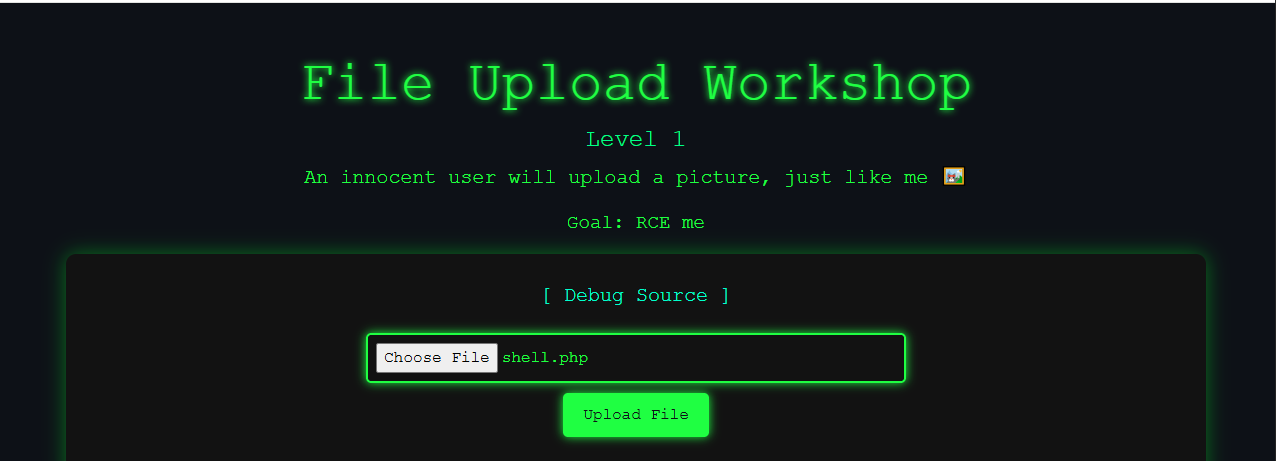 File Upload Workshop
Level 1
An innocent user will upload a picture, just like me 🖼️
Goal: RCE me
[ Debug Source ]
Choose File shell.php
Upload File